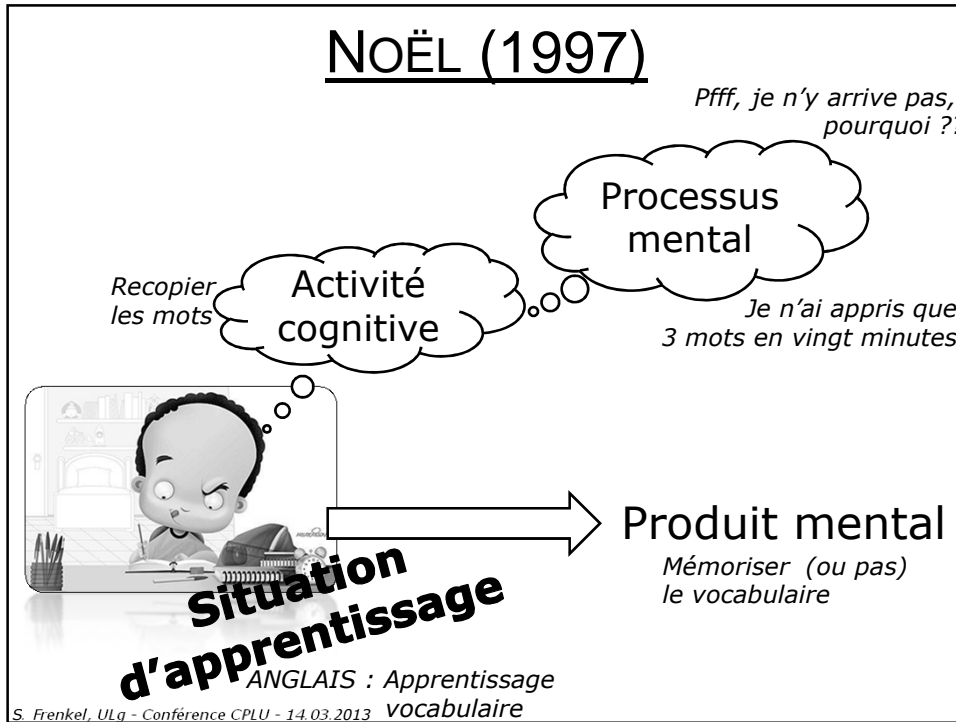 NOËL (1997)
Pfff, je n'y arrive pas,
pourquoi ??
Processus
mental
Recopier
les mots
Activité
cognitive
Je n'ai appris que
3 mots en vingt minutes
Produit mental
Mémoriser (ou pas)
le vocabulaire
Situation
d'apprentissage
ANGLAIS : Apprentissage
vocabulaire
S. Frenkel, ULg - Conférence CPLU - 14.03.2013